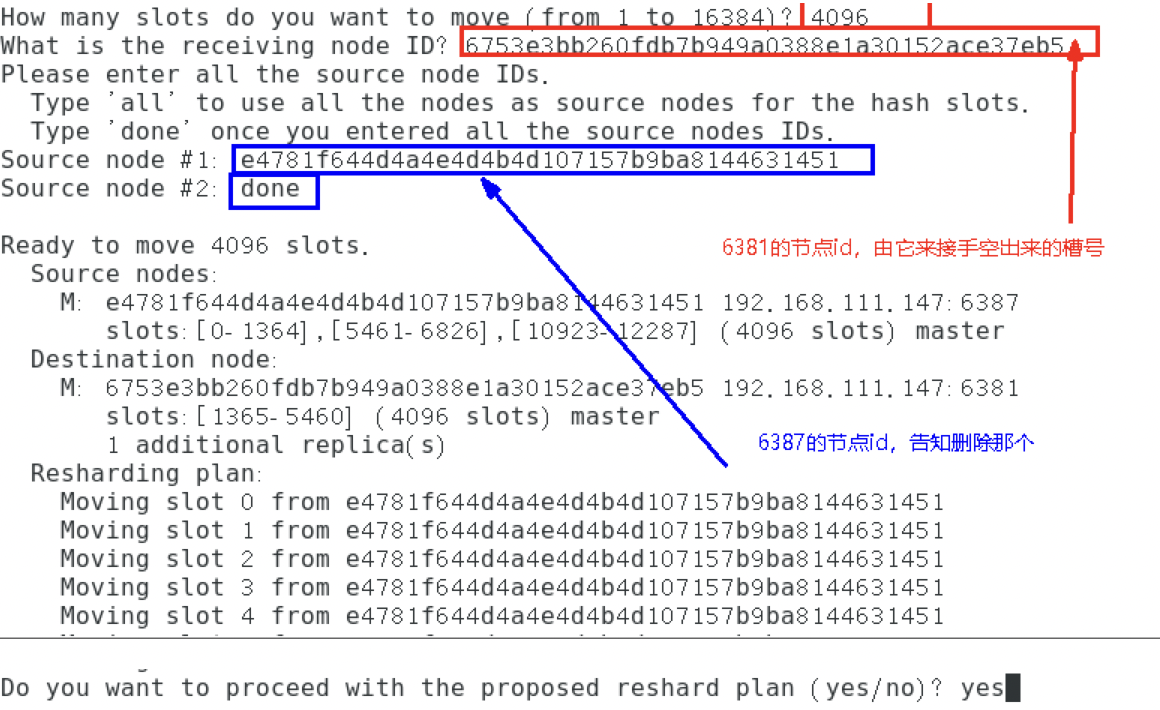 How many slots do you want to move (from 1 to 16384)? 4096
What is the receiving node ID? 6753e3bb260fdb7b949a0388e1a30152ace37eb5
Please enter all the source node IDs.
Type 'all' to use all the nodes as source nodes for the hash slots.
Type 'done' once you entered all the source nodes IDs.
Source node #1: e4781f644d4a4e4d4b4d107157b9ba8144631451
Source node #2: done
Ready to move 4096 slots.
6381的节点id，由它来接手空出来的槽号
Source nodes:
M: e4781f644d4a4e4d4b4d107157b9ba8144631451 192.168.111.147:6387
slots:[0-1364],[5461-6826],[10923-12287] (4096 slots) master
Destination node:
M: 6753e3bb260fdb7b949a0388e1a30152ace37eb5 192.168.111.147:6381
slots:[1365-5460] (4096 slots) master
1 additional replica(s)
6387的节点id，告知删除那个
Resharding plan:
Moving slot 0 from e4781f644d4a4e4d4b4d107157b9ba8144631451
Moving slot 1 from e4781f644d4a4e4d4b4d107157b9ba8144631451
Moving slot 2 from e4781f644d4a4e4d4b4d107157b9ba8144631451
Moving slot 3 from e4781f644d4a4e4d4b4d107157b9ba8144631451
Moving slot 4 from e4781f644d4a4e4d4b4d107157b9ba8144631451
Do you want to proceed with the proposed reshard plan (yes/no)? yes